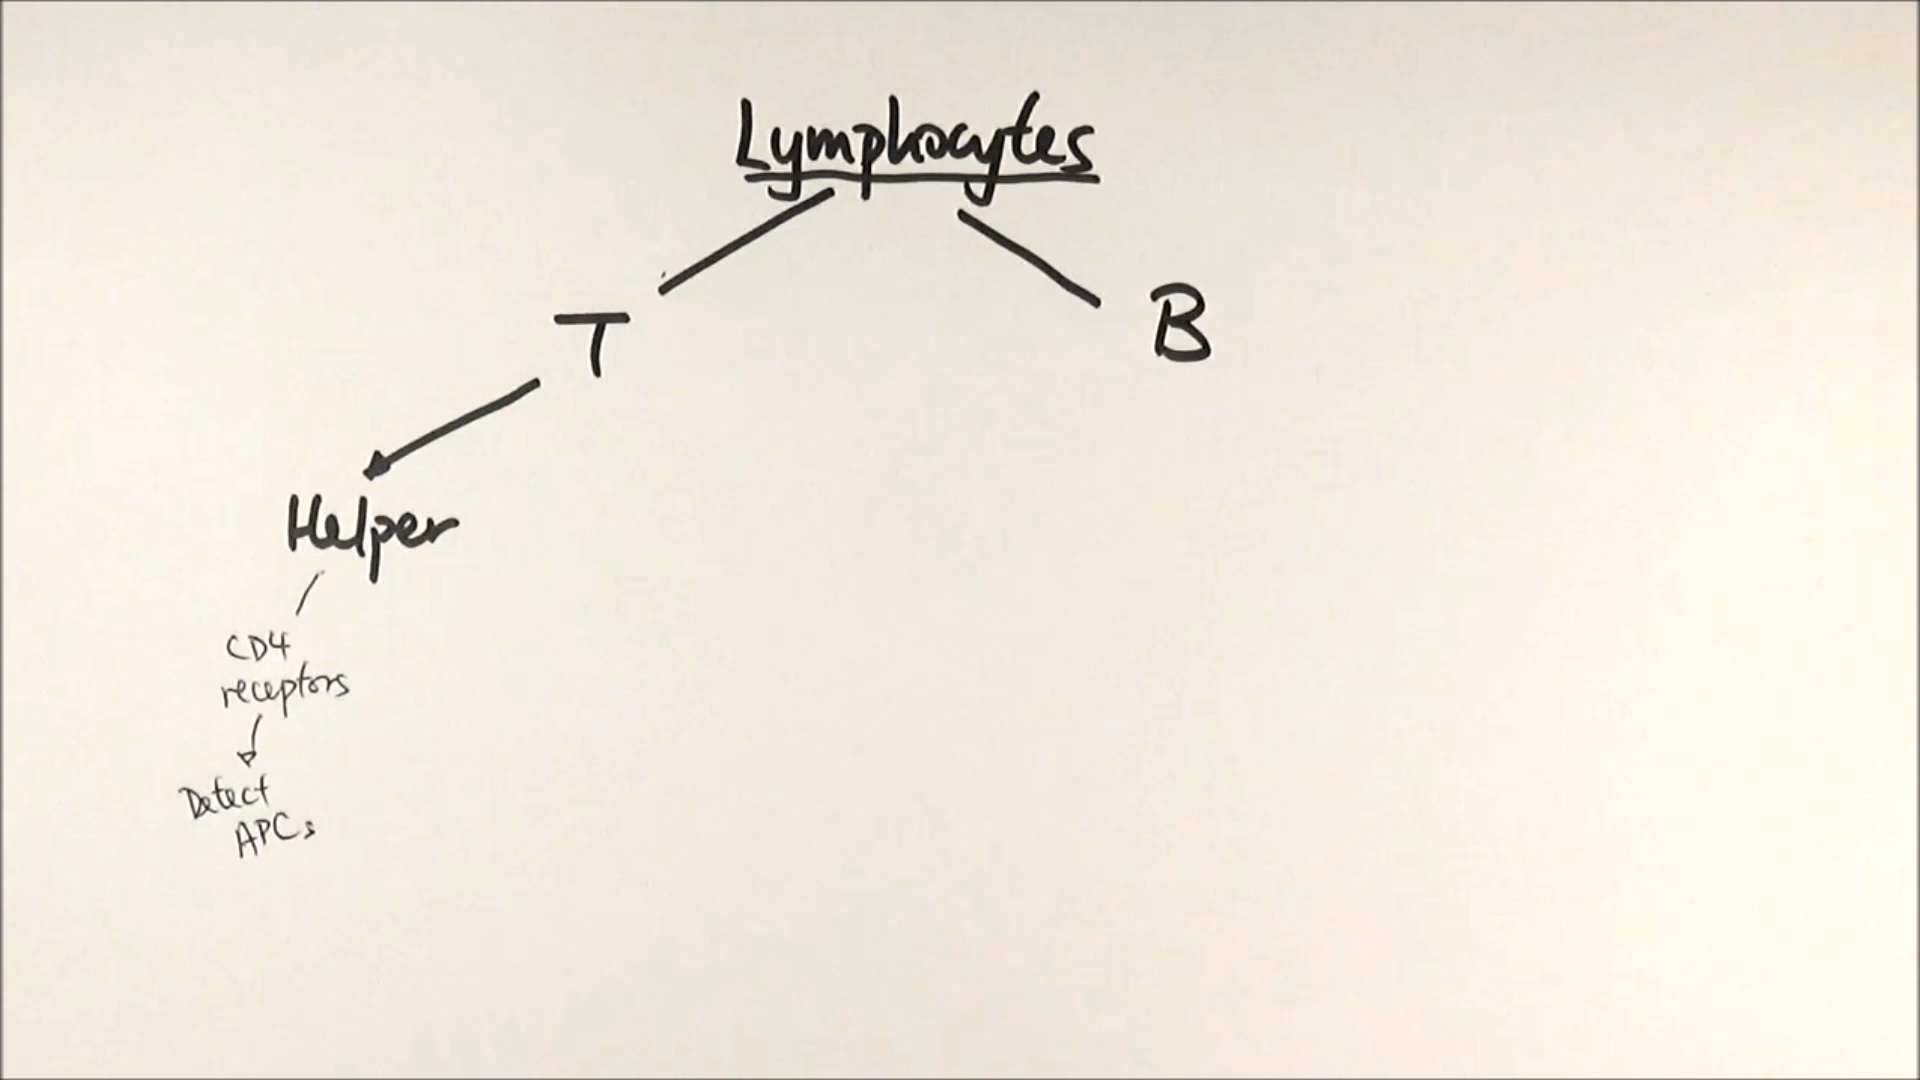 Lymphocytes
T
B
Helper
CD4
receptors
Detect
APCs